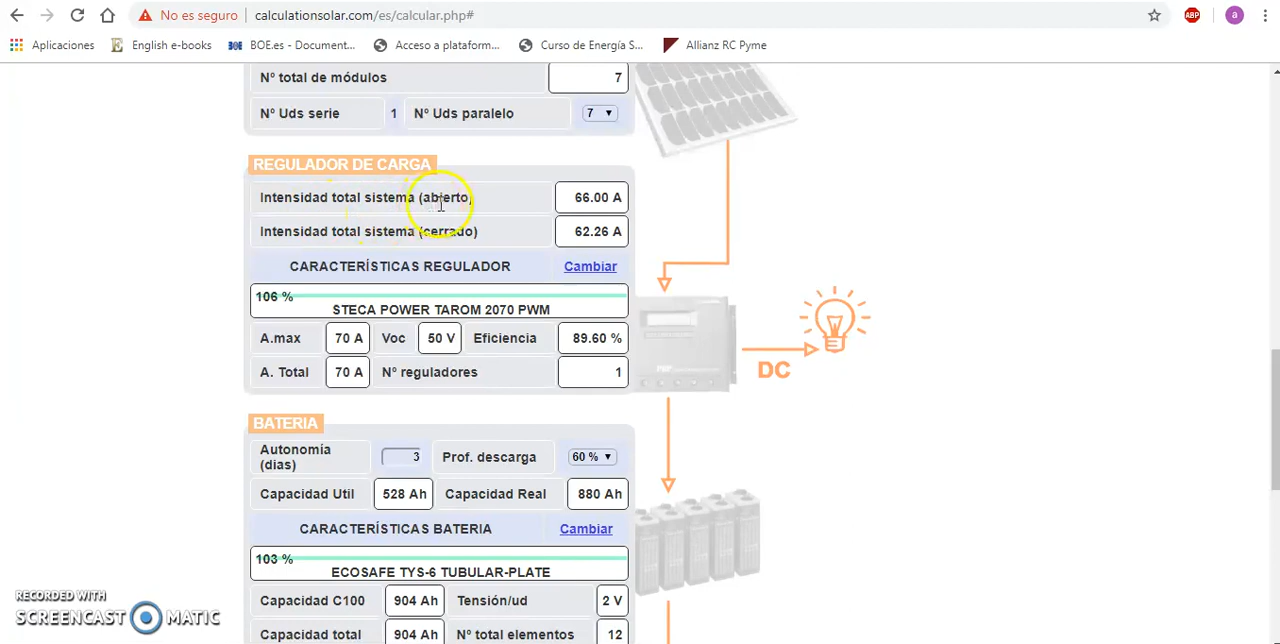 No es seguro calculationsolar.com/es/calcular.php# ABP a
Aplicaciones English e-books BOE BOE.es - Document... Acceso a plataform... Curso de Energía S... Allianz RC Pyme
Nº total de módulos 7
Nº Uds serie 1 Nº Uds paralelo 7
REGULADOR DE CARGA
Intensidad total sistema (abierto) 66.00 A
Intensidad total sistema (cerrado) 62.26 A
CARACTERÍSTICAS REGULADOR Cambiar
106 %
STECA POWER TAROM 2070 PWM
A.max 70 A Voc 50 V Eficiencia 89.60 %
A. Total 70 A Nº reguladores 1
DC
BATERIA
Autonomía (dias) 3 Prof. descarga 60 %
Capacidad Util 528 Ah Capacidad Real 880 Ah
CARACTERÍSTICAS BATERIA Cambiar
103 %
ECOSAFE TYS-6 TUBULAR-PLATE
Capacidad C100 904 Ah Tensión/ud 2 V
Capacidad total 904 Ah Nº total elementos 12
RECORDED WITH
SCREENCAST MATIC